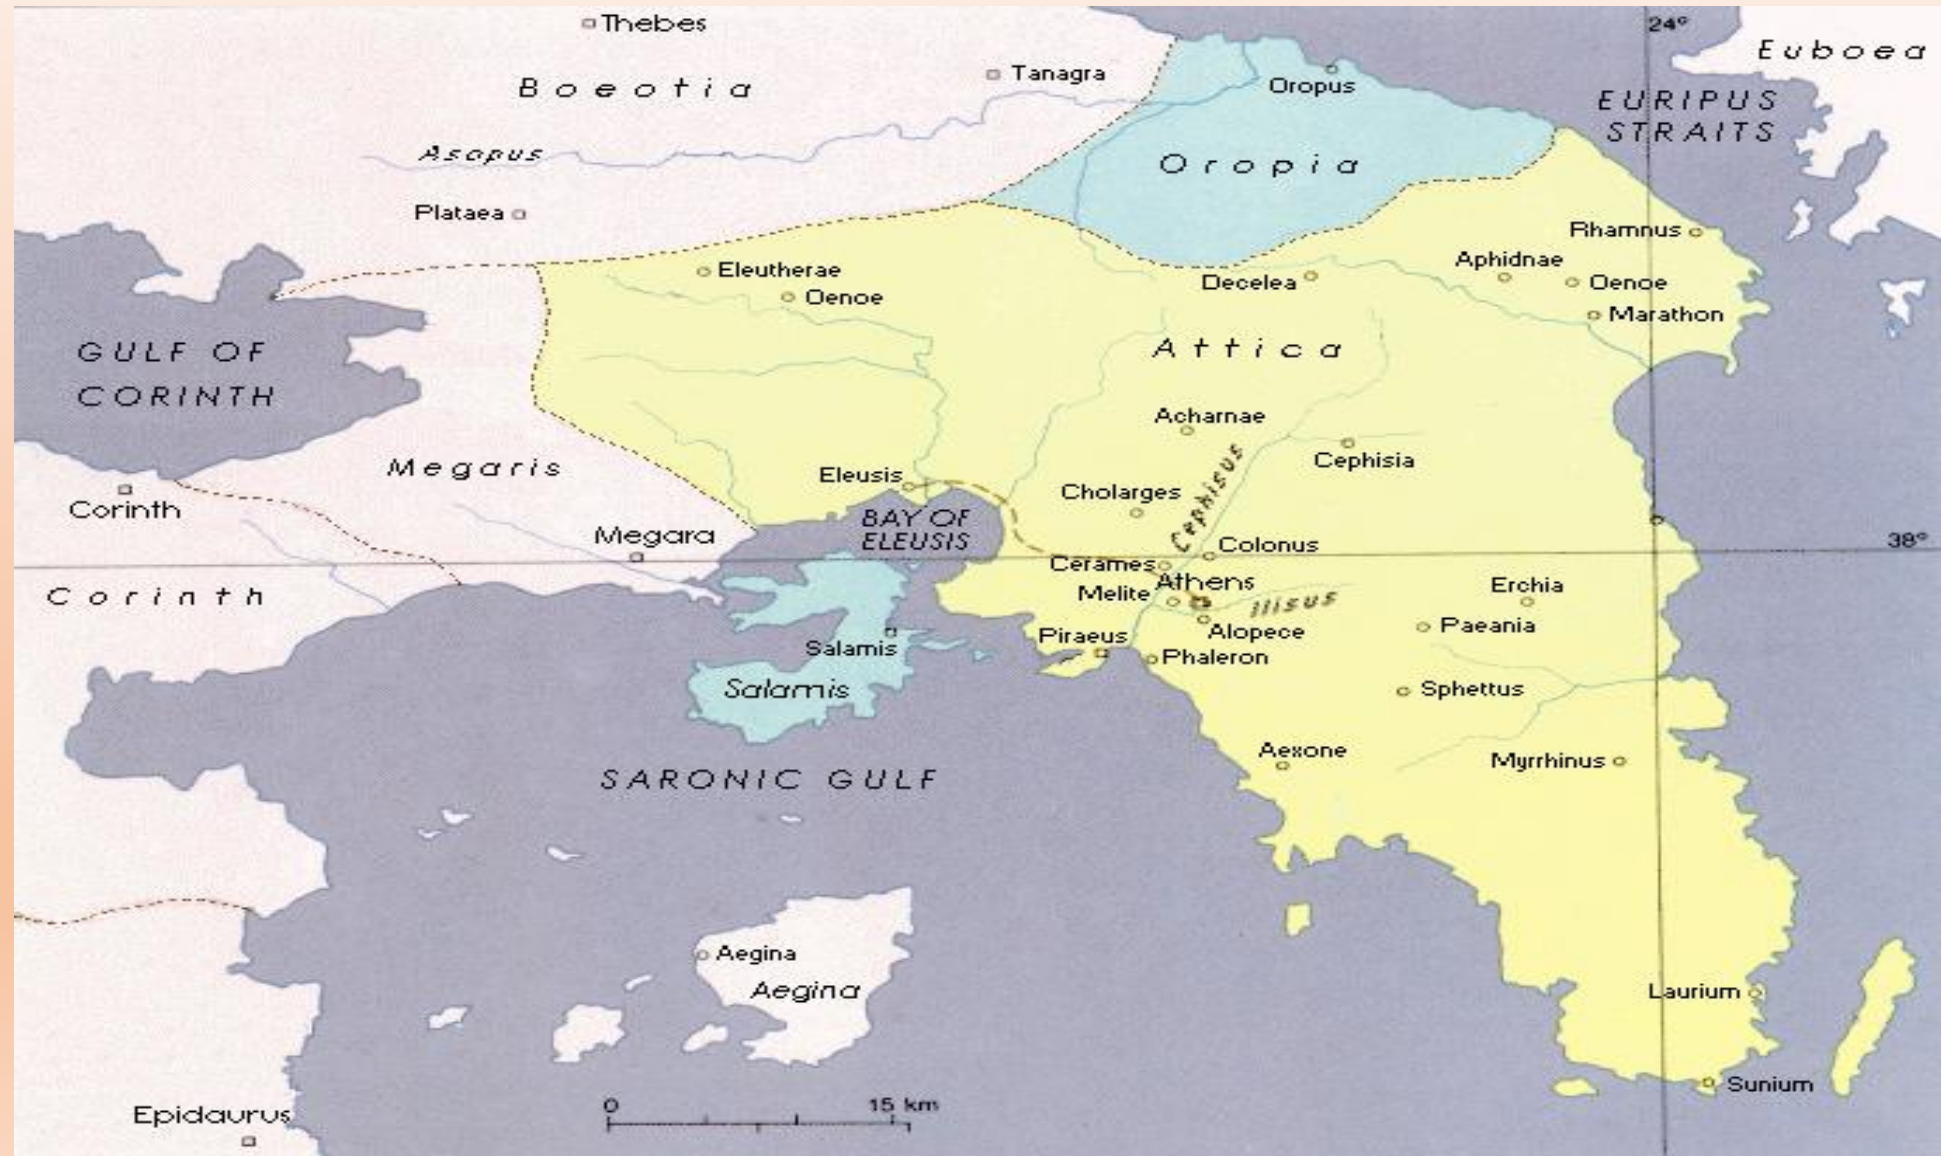 Thebes
24°
Euboea
Boeotia
Tanagra
Oropus
EURIPUS
STRAITS
Asopus
Oropia
Plataea
Rhamnus
Eleutherae
Aphidnae
Oenoe
Decelea
Oenoe
Marathon
GULF OF
CORINTH
Attica
Acharnae
Megaris
Cephisus
Cephisia
Eleusis
Cholarges
Corinth
BAY OF
ELEUSIS
Megara
Colonus
38°
Cerames
Corinth
Athens
Melite
Ilisus
Erchia
Piraeus
Alopece
Paeania
Salamis
Phaleron
Salamis
Sphettus
Aexone
Myrrhinus
SARONIC GULF
Aegina
Aegina
Laurium
Sunium
0 15 km
Epidaurus